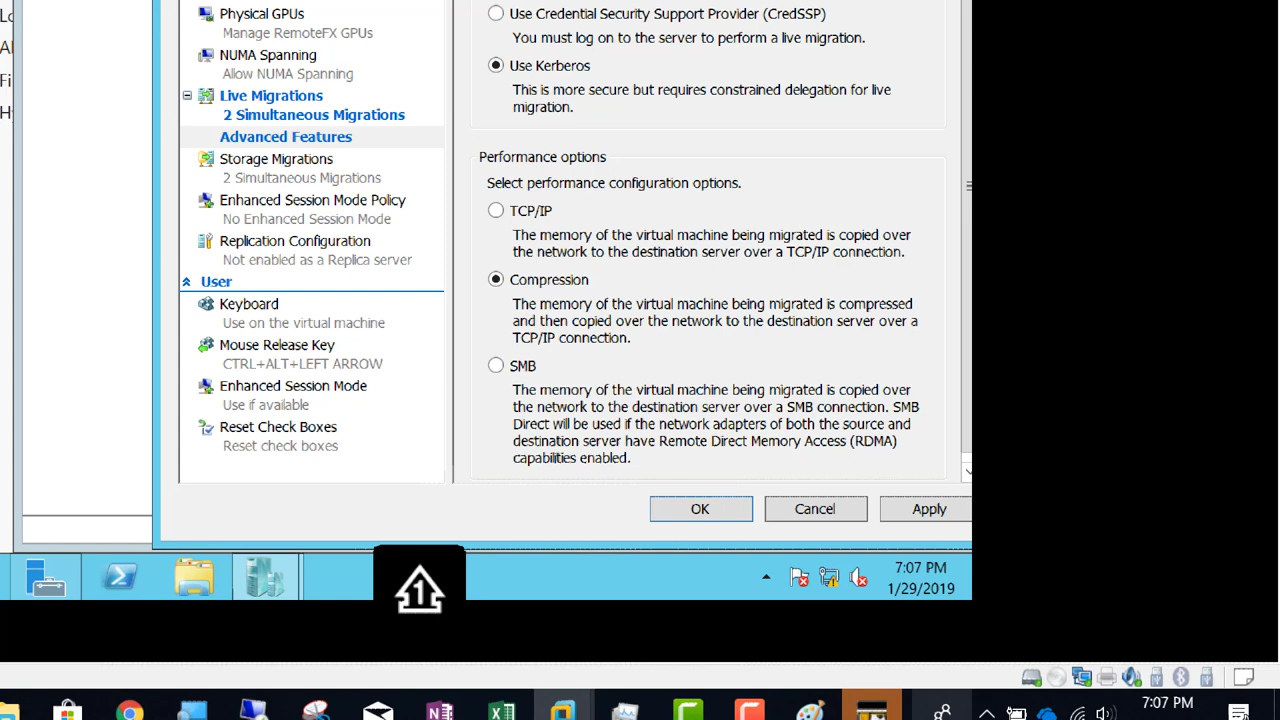 Physical GPUs
Manage RemoteFX GPUs
NUMA Spanning
Allow NUMA Spanning
Live Migrations
2 Simultaneous Migrations
Advanced Features
Storage Migrations
2 Simultaneous Migrations
Enhanced Session Mode Policy
No Enhanced Session Mode
Replication Configuration
Not enabled as a Replica server
User
Keyboard
Use on the virtual machine
Mouse Release Key
CTRL+ALT+LEFT ARROW
Enhanced Session Mode
Use if available
Reset Check Boxes
Reset check boxes
Use Credential Security Support Provider (CredSSP)
You must log on to the server to perform a live migration.
Use Kerberos
This is more secure but requires constrained delegation for live
migration.
Performance options
Select performance configuration options.
TCP/IP
The memory of the virtual machine being migrated is copied over
the network to the destination server over a TCP/IP connection.
Compression
The memory of the virtual machine being migrated is compressed
and then copied over the network to the destination server over a
TCP/IP connection.
SMB
The memory of the virtual machine being migrated is copied over
the network to the destination server over a SMB connection. SMB
Direct will be used if the network adapters of both the source and
destination server have Remote Direct Memory Access (RDMA)
capabilities enabled.
OK
Cancel
Apply
1
7:07 PM
1/29/2019
7:07 PM